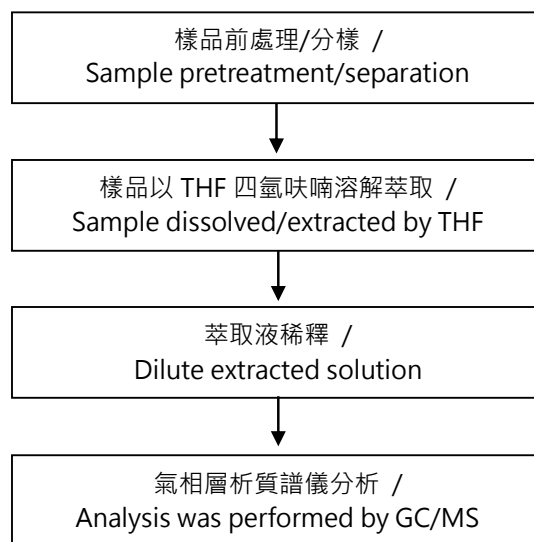 樣品前處理/分樣 /
Sample pretreatment/separation
樣品以 THF 四氫呋喃溶解萃取 /
Sample dissolved/extracted by THF
萃取液稀釋 /
Dilute extracted solution
氣相層析質譜儀分析 /
Analysis was performed by GC/MS